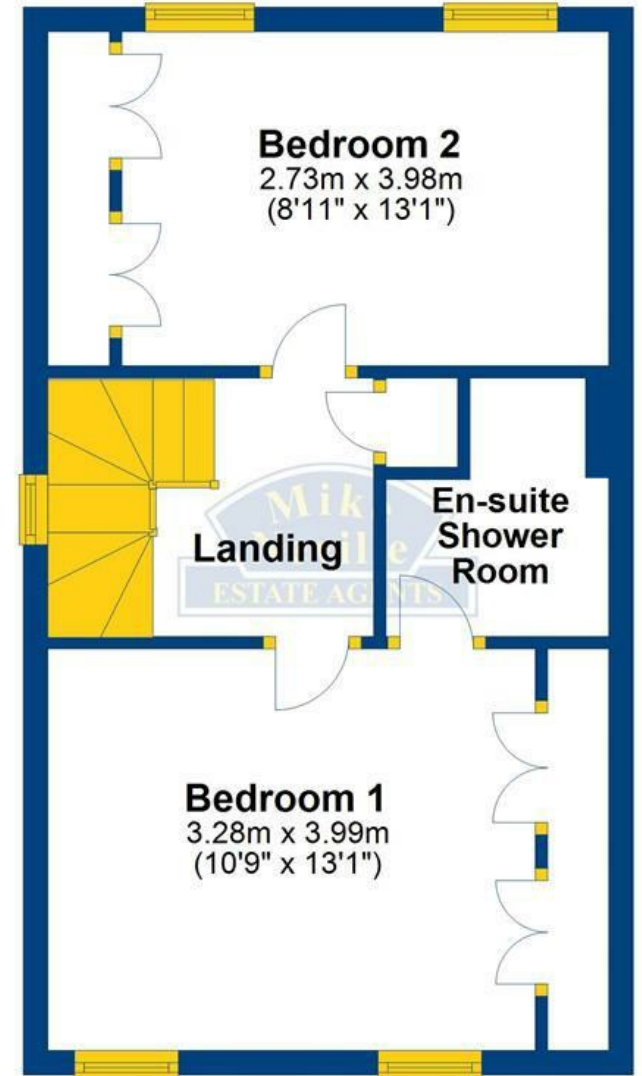 Bedroom 2
2.73m x 3.98m
(8'11" x 13'1")
En-suite
Shower
Room
Landing
ESTATE AGENTS
Bedroom 1
3.28m x 3.99m
(10'9" x 13'1")